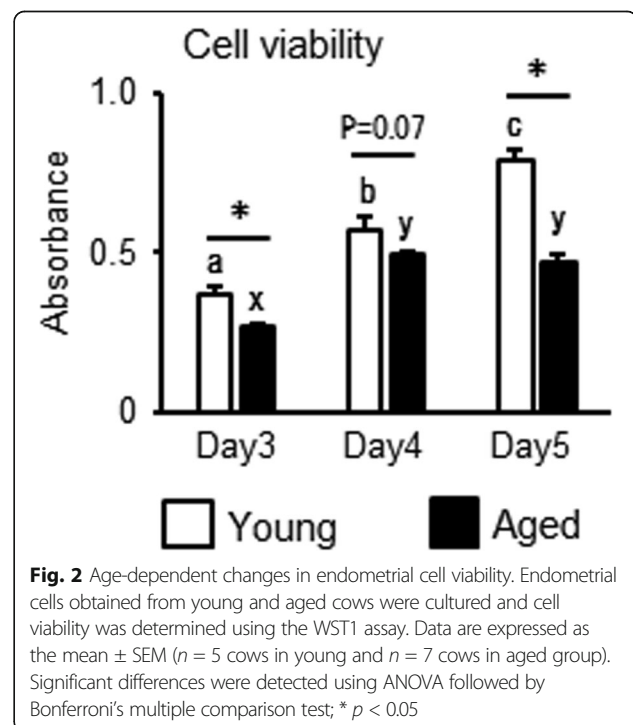 Cell viability
1.0
0.5
0
Absorbance
*
a
x
P=0.07
b
y
*
c
y
Day3 Day4 Day5
Young Aged
Fig. 2 Age-dependent changes in endometrial cell viability. Endometrial
cells obtained from young and aged cows were cultured and cell
viability was determined using the WST1 assay. Data are expressed as
the mean ± SEM (n = 5 cows in young and n = 7 cows in aged group).
Significant differences were detected using ANOVA followed by
Bonferroni's multiple comparison test; * p < 0.05